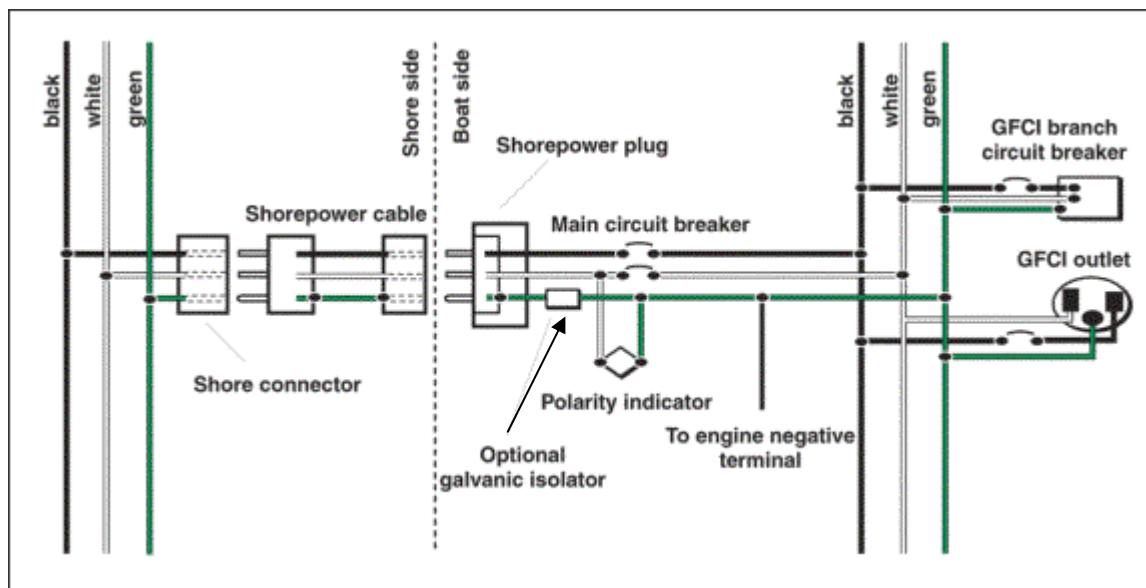 black
white
green
Shore side
Boat side
Shorepower plug
black
white
green
GFCI branch
circuit breaker
Shorepower cable
Main circuit breaker
GFCI outlet
Shore connector
Polarity indicator
Optional
galvanic isolator
To engine negative
terminal